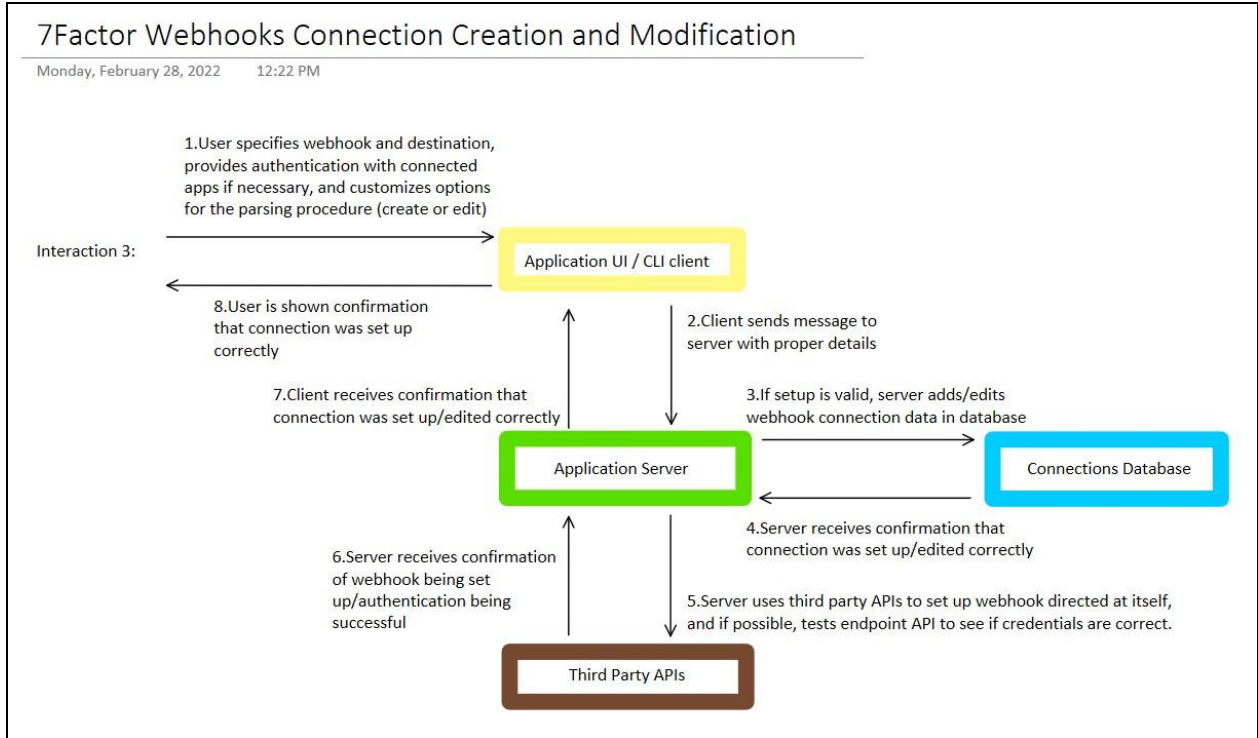 7Factor Webhooks Connection Creation and Modification
Monday, February 28, 2022 12:22 PM
1.User specifies webhook and destination,
provides authentication with connected
apps if necessary, and customizes options
for the parsing procedure (create or edit)
Interaction 3:
Application UI / CLI client
8.User is shown confirmation
that connection was set up
correctly
2.Client sends message to
server with proper details
7.Client receives confirmation that
connection was set up/edited correctly
3.If setup is valid, server adds/edits
webhook connection data in database
Application Server
Connections Database
4.Server receives confirmation that
connection was set up/edited correctly
6.Server receives confirmation
of webhook being set
up/authentication being
successful
5.Server uses third party APIs to set up webhook directed at itself,
and if possible, tests endpoint API to see if credentials are correct.
Third Party APIs